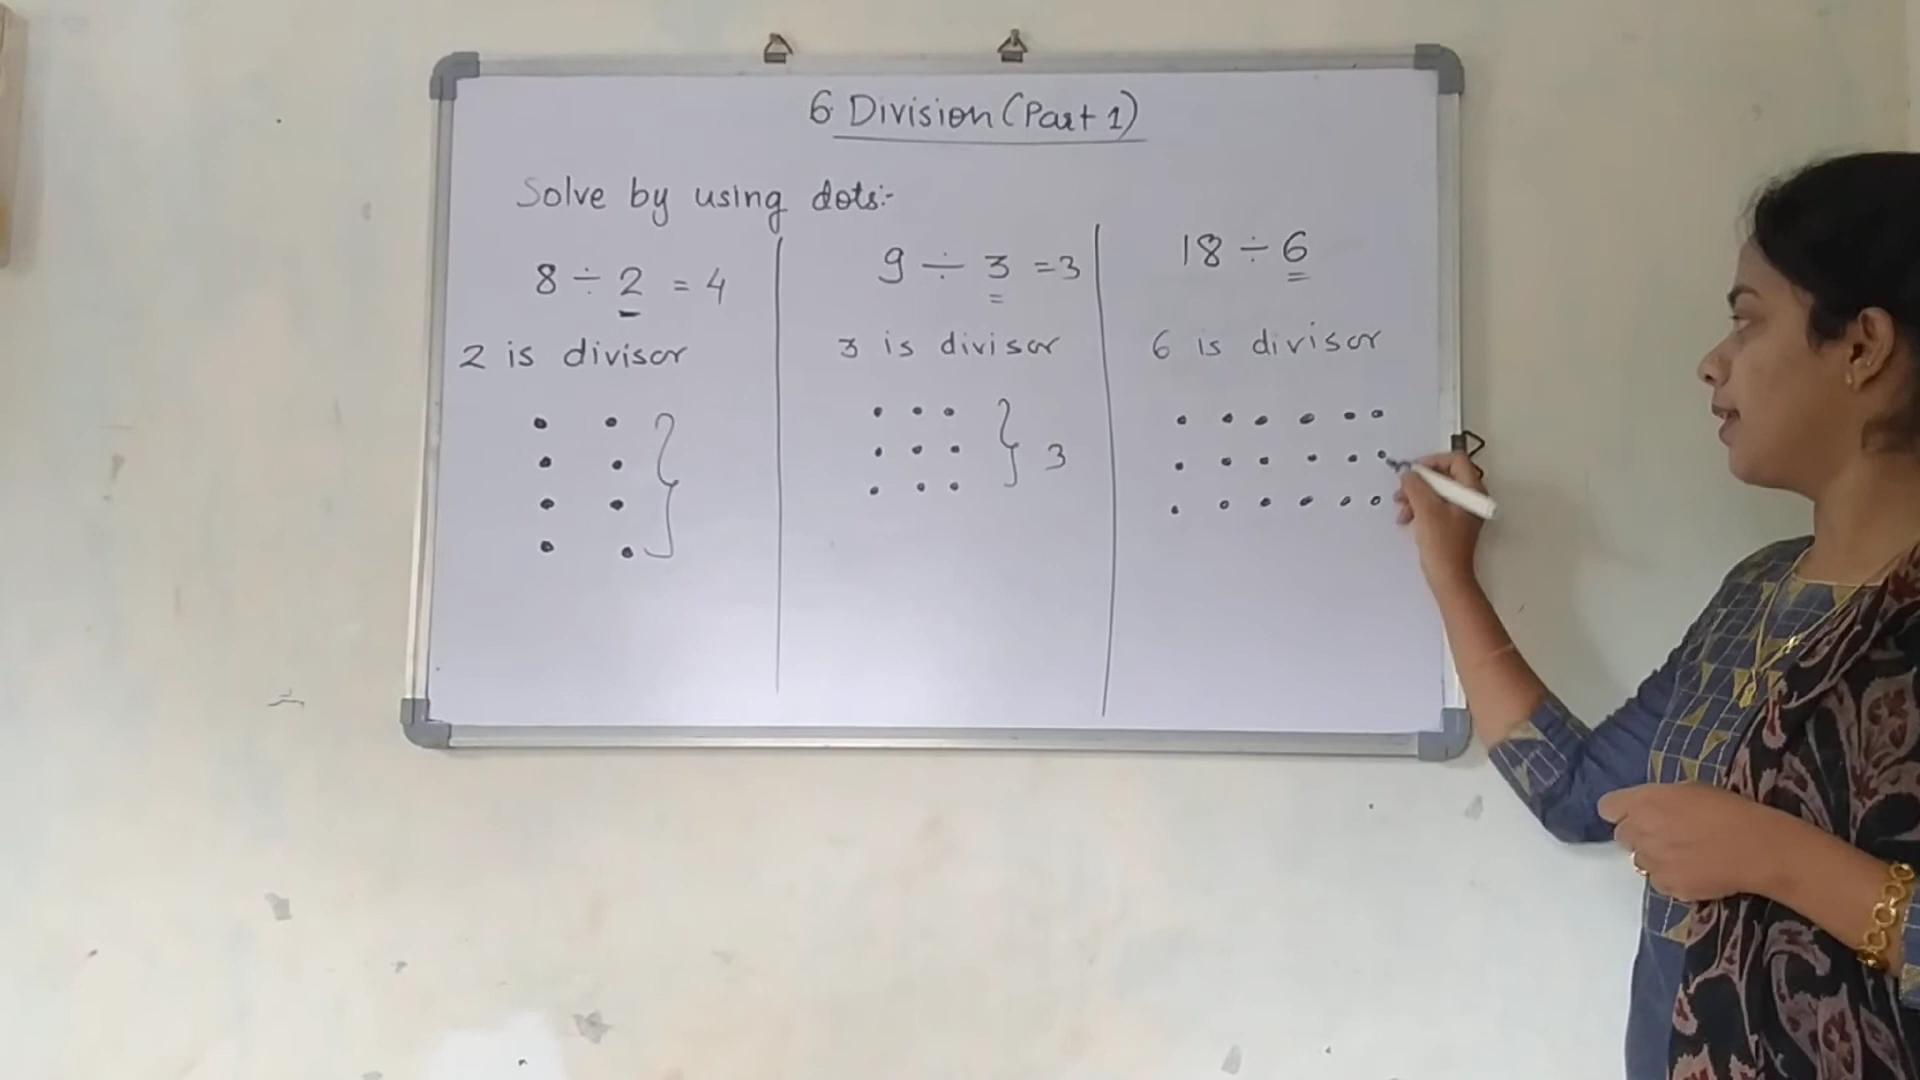 6 Division (Part 1)
Solve by using dots:-
8 ÷ 2 = 4
2 is divisor
9 ÷ 3 = 3
3 is divisor
3
18 ÷ 6
6 is divisor